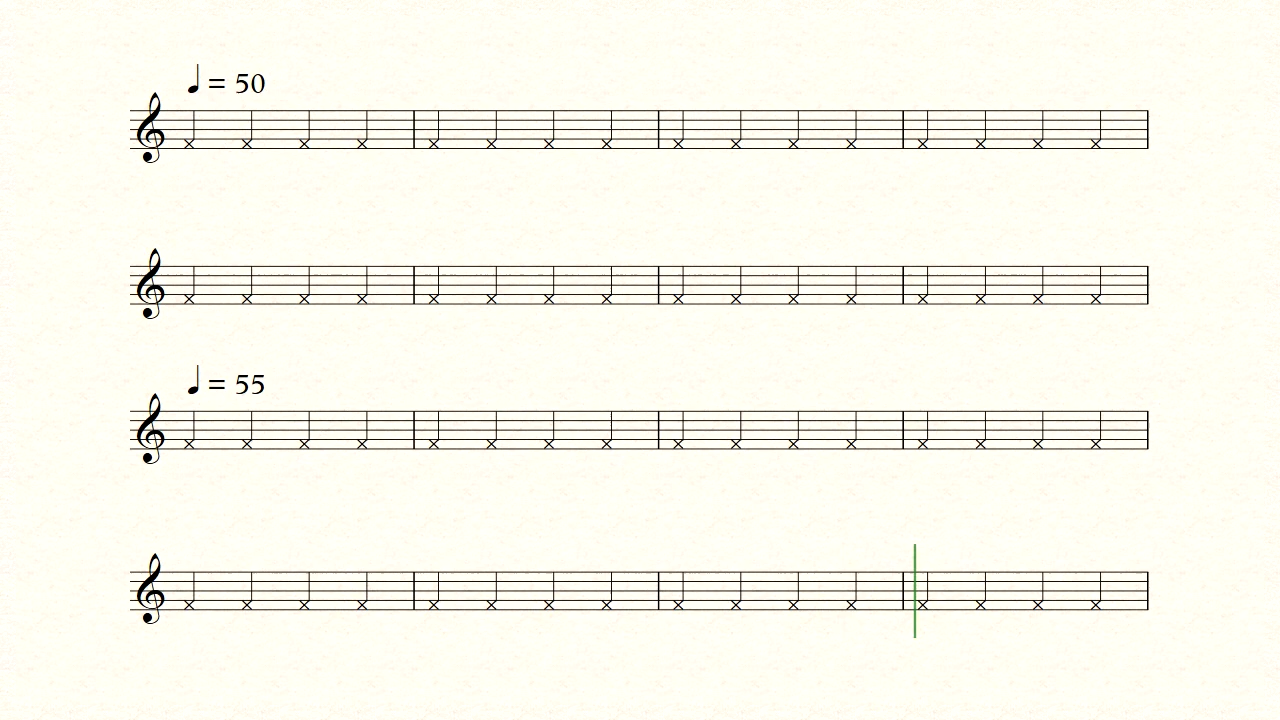 ♩ = 50
♩ = 55